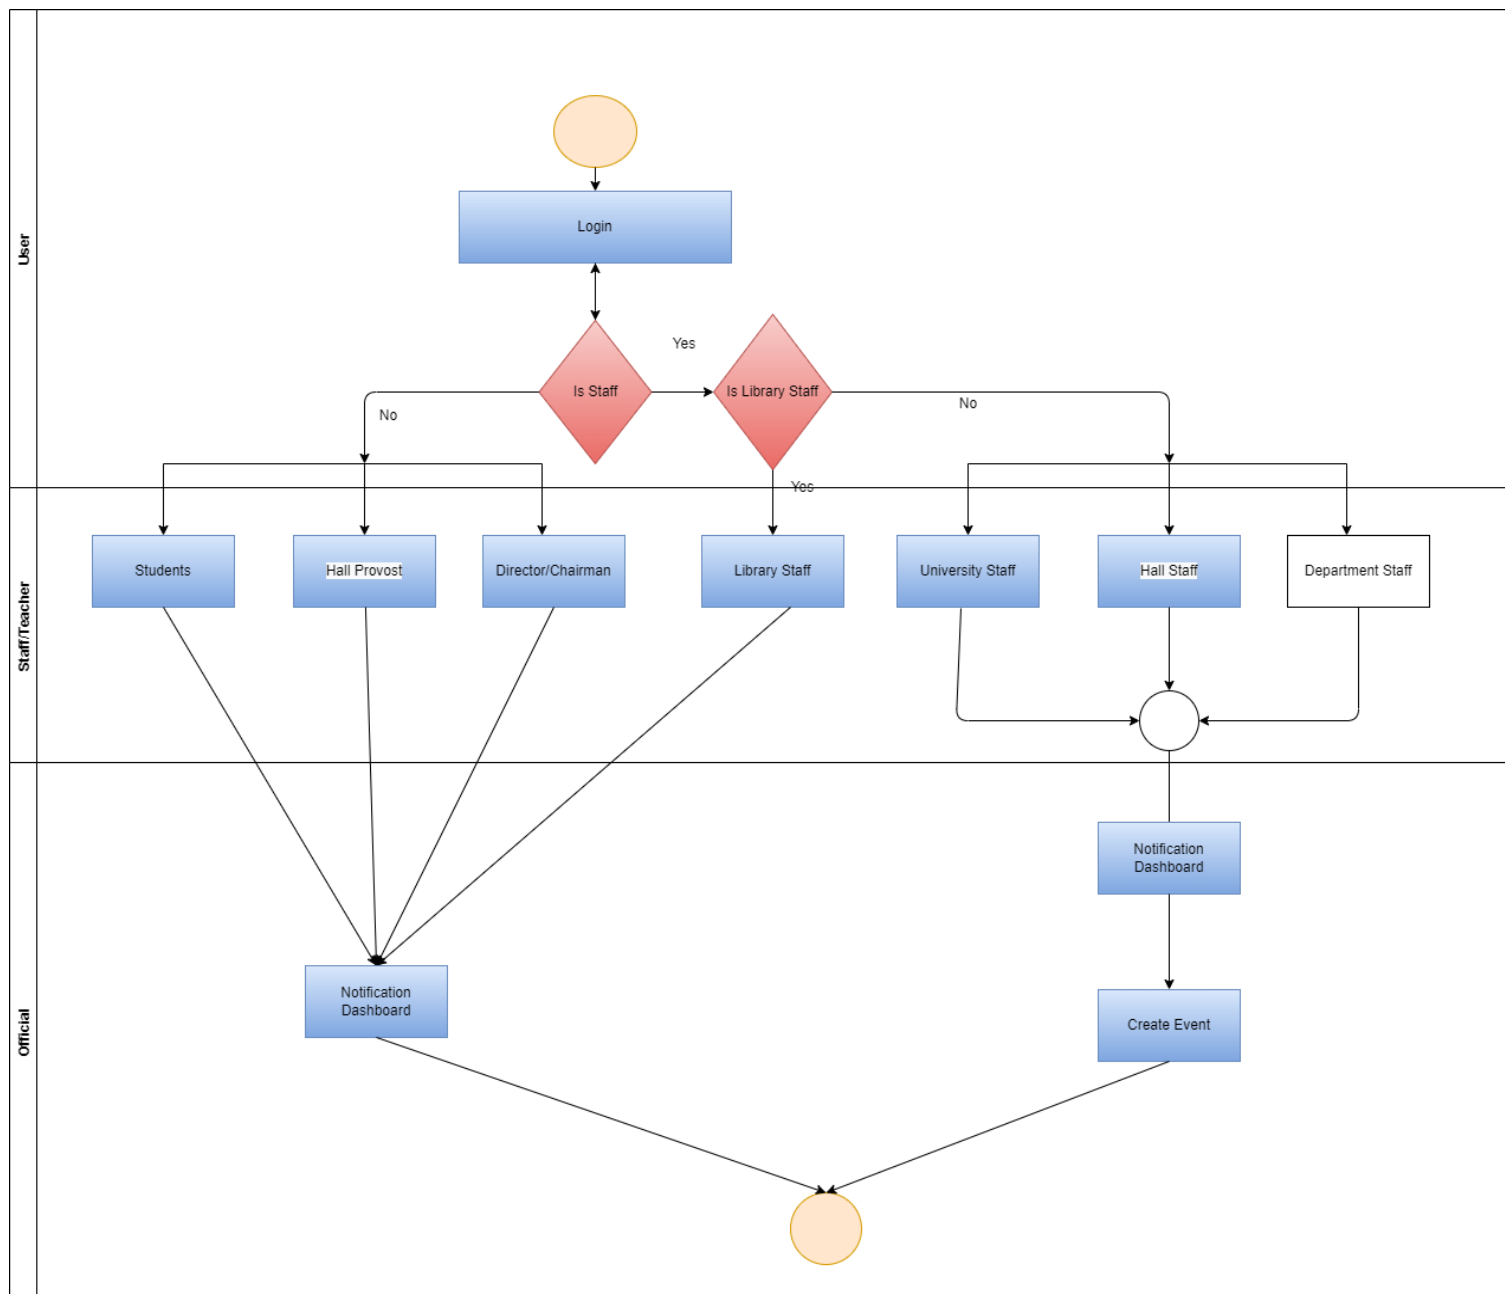 User
Login
Is Staff
Yes
Is Library Staff
No
No
Yes
Staff/Teacher
Students
Hall Provost
Director/Chairman
Library Staff
University Staff
Hall Staff
Department Staff
Official
Notification
Dashboard
Notification
Dashboard
Create Event